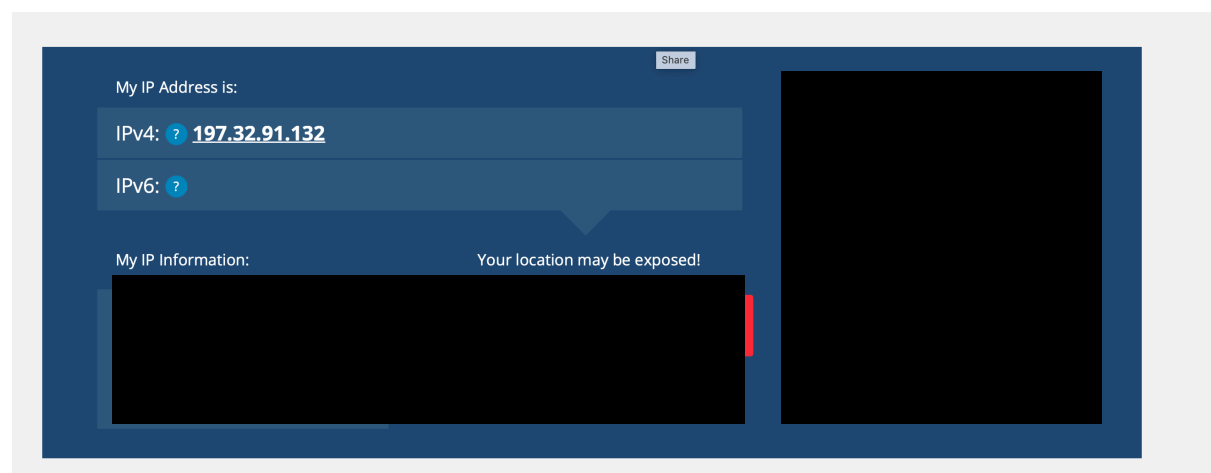 Share
My IP Address is:
IPv4: ? 197.32.91.132
IPv6: ?
My IP Information:
Your location may be exposed!